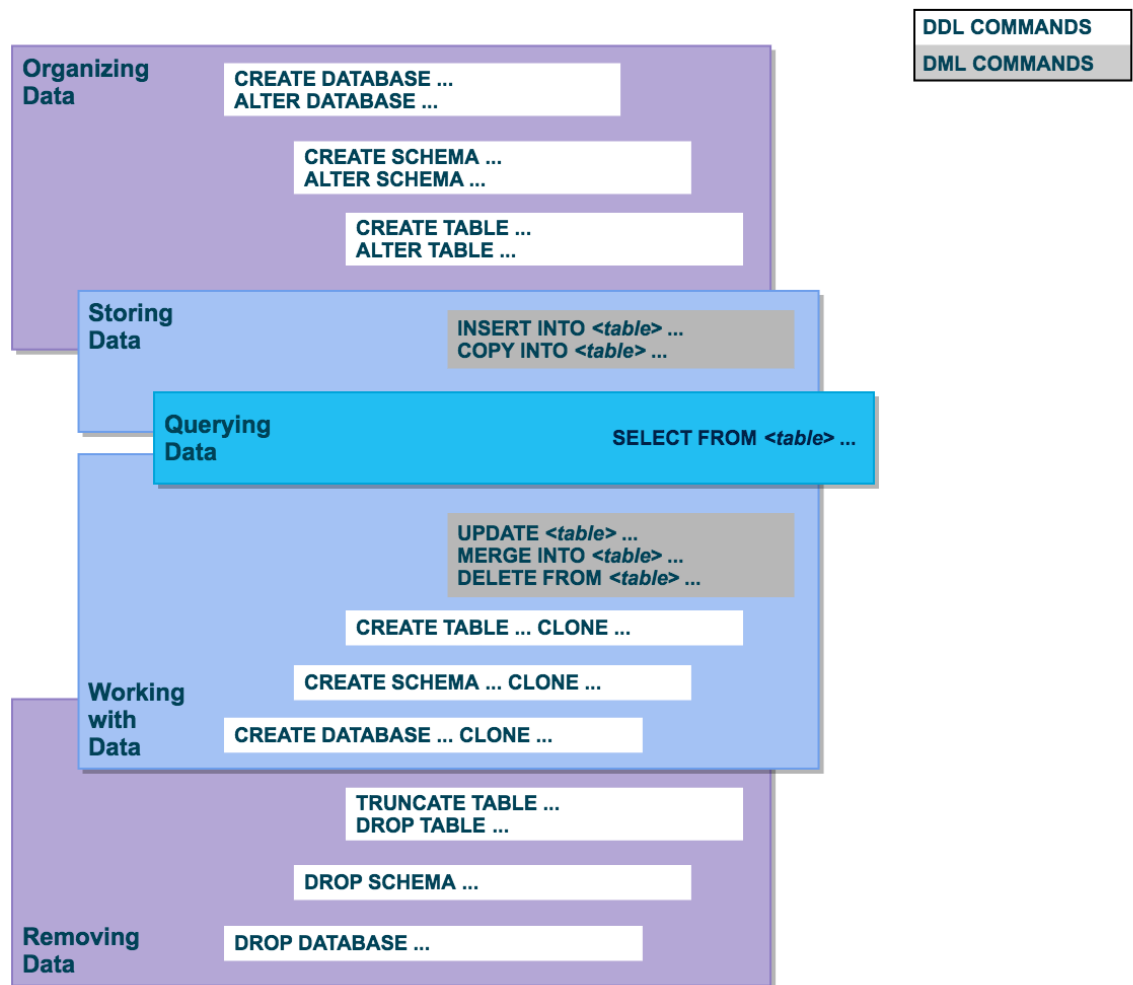 DDL COMMANDS
DML COMMANDS
Organizing
Data
CREATE DATABASE ...
ALTER DATABASE ...
CREATE SCHEMA ...
ALTER SCHEMA ...
CREATE TABLE ...
ALTER TABLE ...
Storing
Data
INSERT INTO <table> ...
COPY INTO <table> ...
Querying
Data
SELECT FROM <table> ...
UPDATE <table> ...
MERGE INTO <table> ...
DELETE FROM <table> ...
CREATE TABLE ... CLONE ...
CREATE SCHEMA ... CLONE ...
Working
with
Data
CREATE DATABASE ... CLONE ...
TRUNCATE TABLE ...
DROP TABLE ...
DROP SCHEMA ...
Removing
Data
DROP DATABASE ...